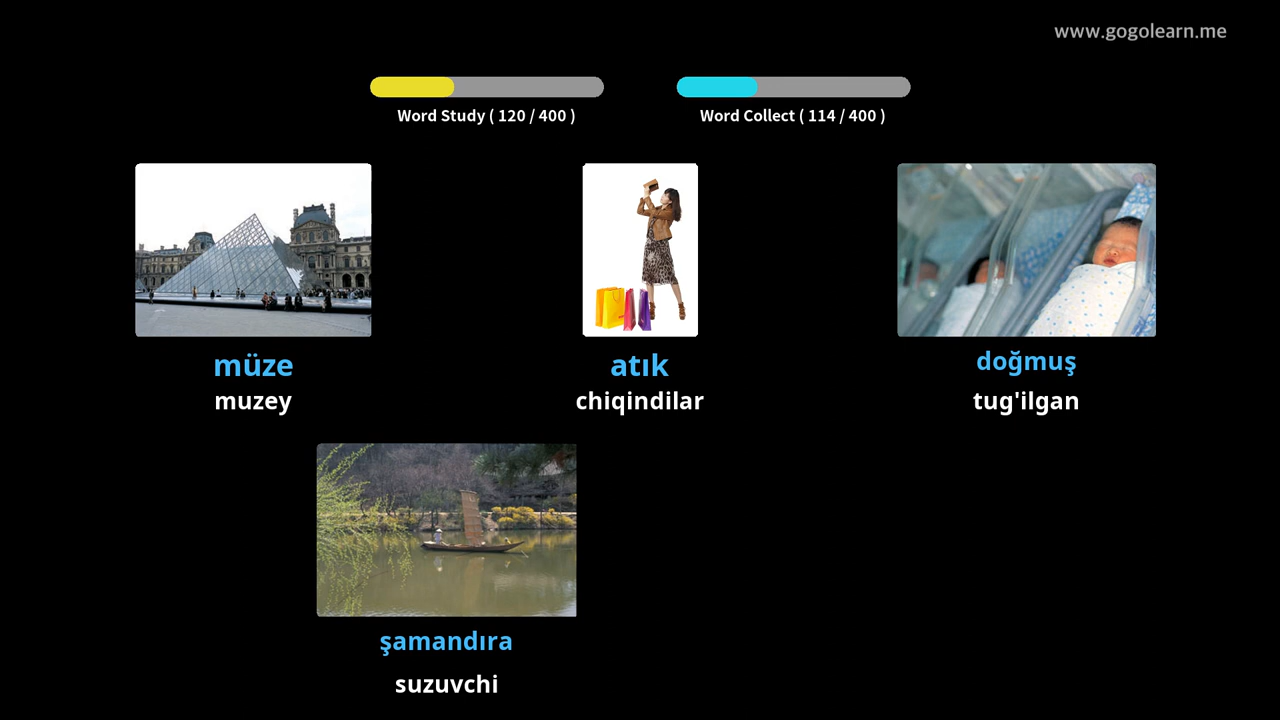 www.gogolearn.me
Word Study ( 120 / 400 )
Word Collect ( 114 / 400 )
müze
muzey
atık
chiqindilar
doğmuş
tug'ilgan
şamandıra
suzuvchi